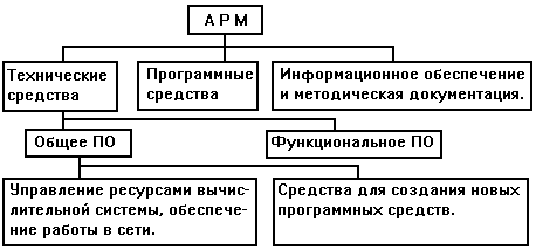 А Р М
Технические
средства
Программные
средства
Информационное обеспечение
и методическая документация.
Общее ПО
Функциональное ПО
Управление ресурсами вычис-
лительной системы, обеспече-
ние работы в сети.
Средства для создания новых
программных средств.